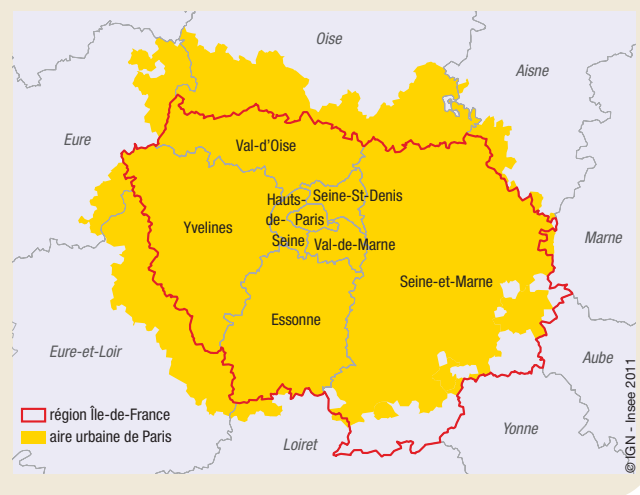 Oise
Aisne
Eure
Val-d'Oise
Hauts-
de-
Seine
Seine-St-Denis
Paris
Yvelines
Val-de-Marne
Marne
Seine-et-Marne
Essonne
Eure-et-Loir
Aube
région Île-de-France
aire urbaine de Paris
Loiret
Yonne
© IGN - Insee 2011